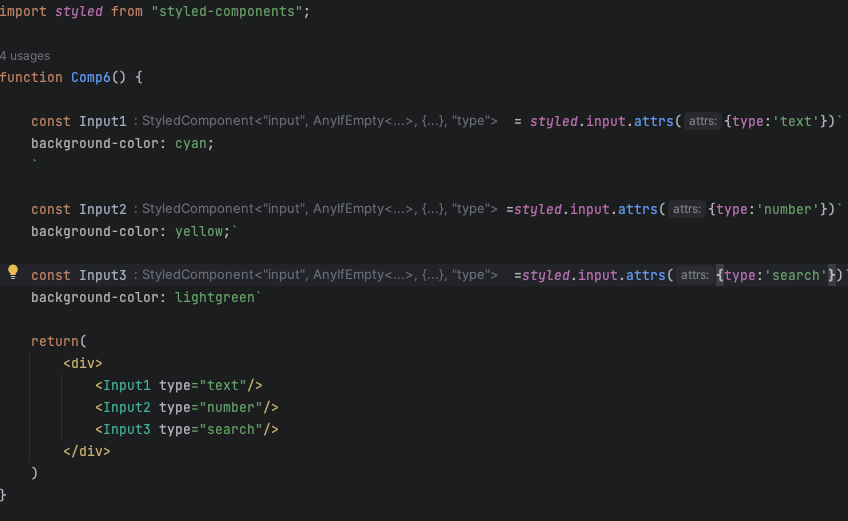 import styled from "styled-components";
4 usages
function Comp6() {
const Input1 : StyledComponent<"input", AnyIfEmpty<...>, {...}, "type"> = styled.input.attrs( attrs: {type:'text'})`
background-color: cyan;
`
const Input2 : StyledComponent<"input", AnyIfEmpty<...>, {...}, "type"> =styled.input.attrs( attrs: {type:'number'})`
background-color: yellow;`
const Input3 : StyledComponent<"input", AnyIfEmpty<...>, {...}, "type"> =styled.input.attrs( attrs: {type:'search'})`
background-color: lightgreen`
return(
<div>
<Input1 type="text"/>
<Input2 type="number"/>
<Input3 type="search"/>
</div>
)
}